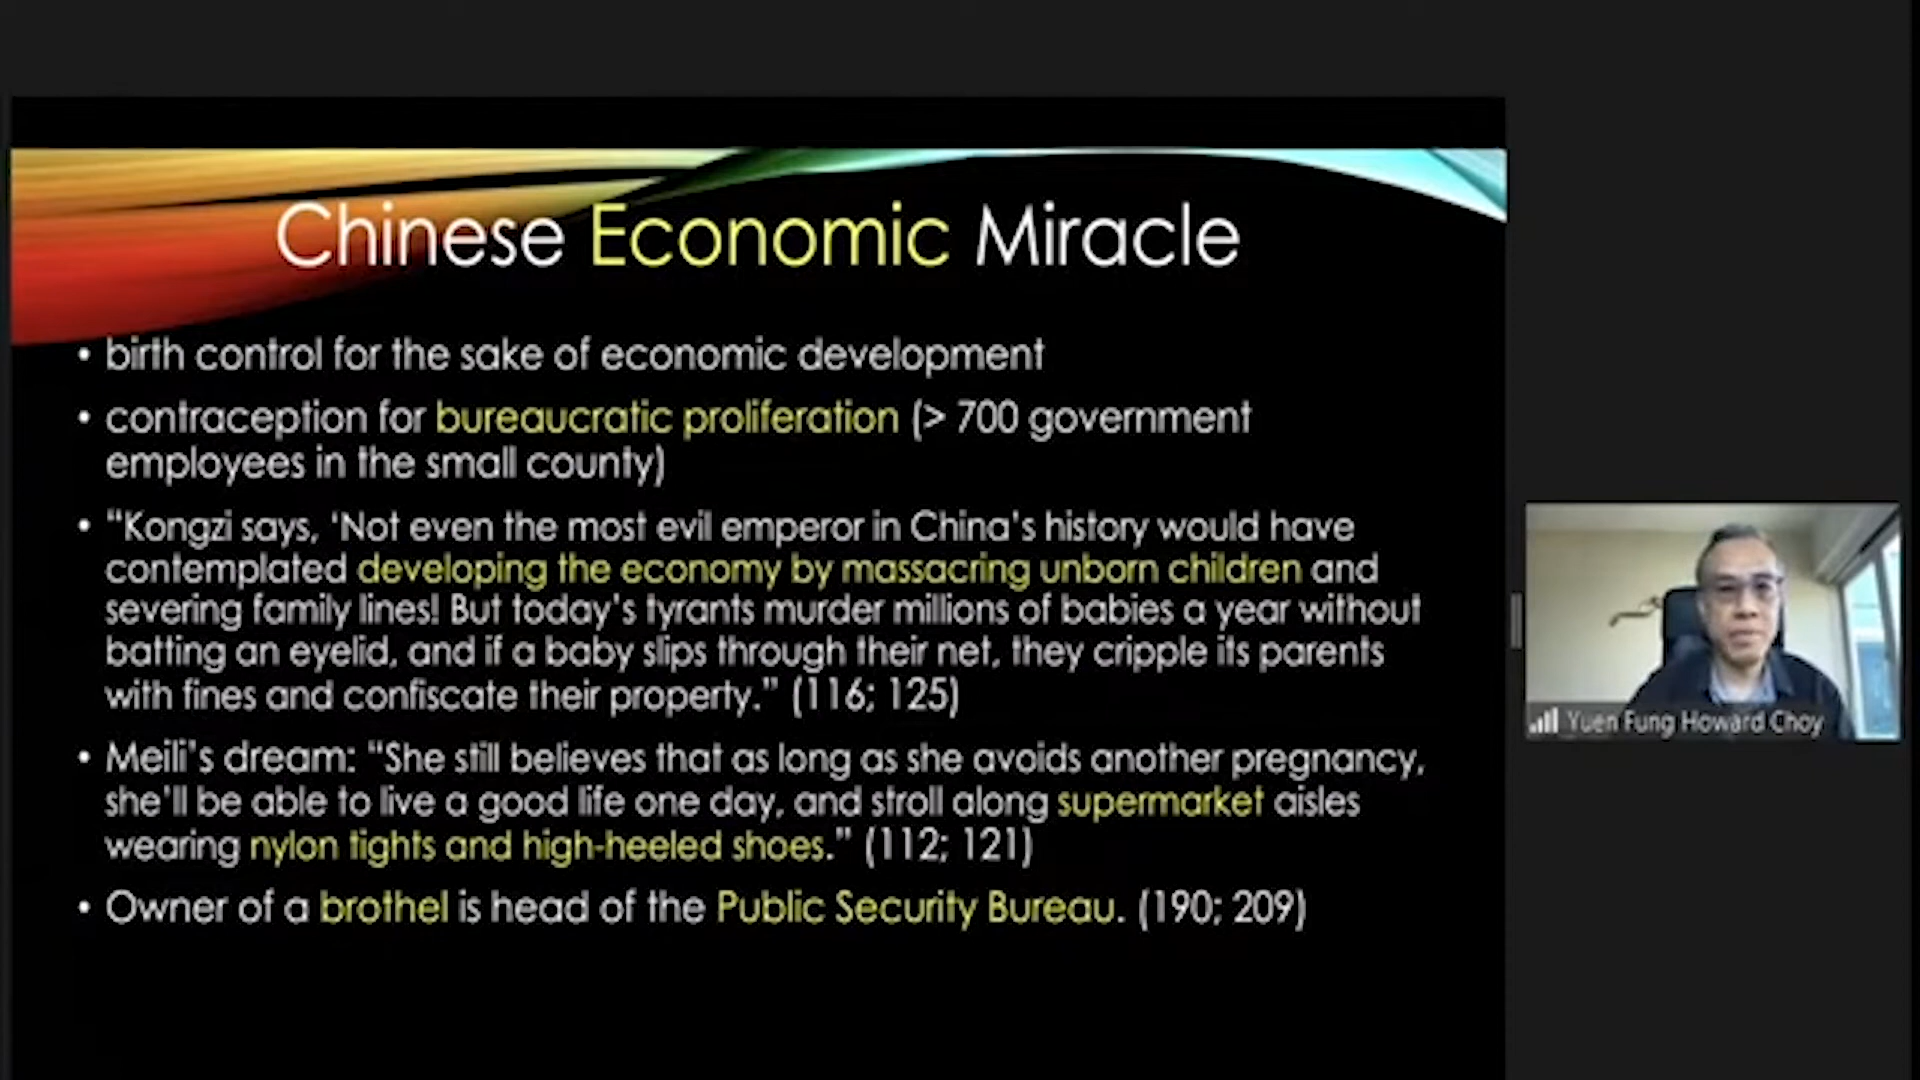 Chinese Economic Miracle
• birth control for the sake of economic development
• contraception for bureaucratic proliferation (> 700 government
employees in the small county)
• “Kongzi says, ‘Not even the most evil emperor in China’s history would have
contemplated developing the economy by massacring unborn children and
severing family lines! But today’s tyrants murder millions of babies a year without
batting an eyelid, and if a baby slips through their net, they cripple its parents
with fines and confiscate their property.” (116; 125)
• Meili’s dream: “She still believes that as long as she avoids another pregnancy,
she’ll be able to live a good life one day, and stroll along supermarket aisles
wearing nylon tights and high-heeled shoes.” (112; 121)
• Owner of a brothel is head of the Public Security Bureau. (190; 209)
Yuen Fung Howard Choy